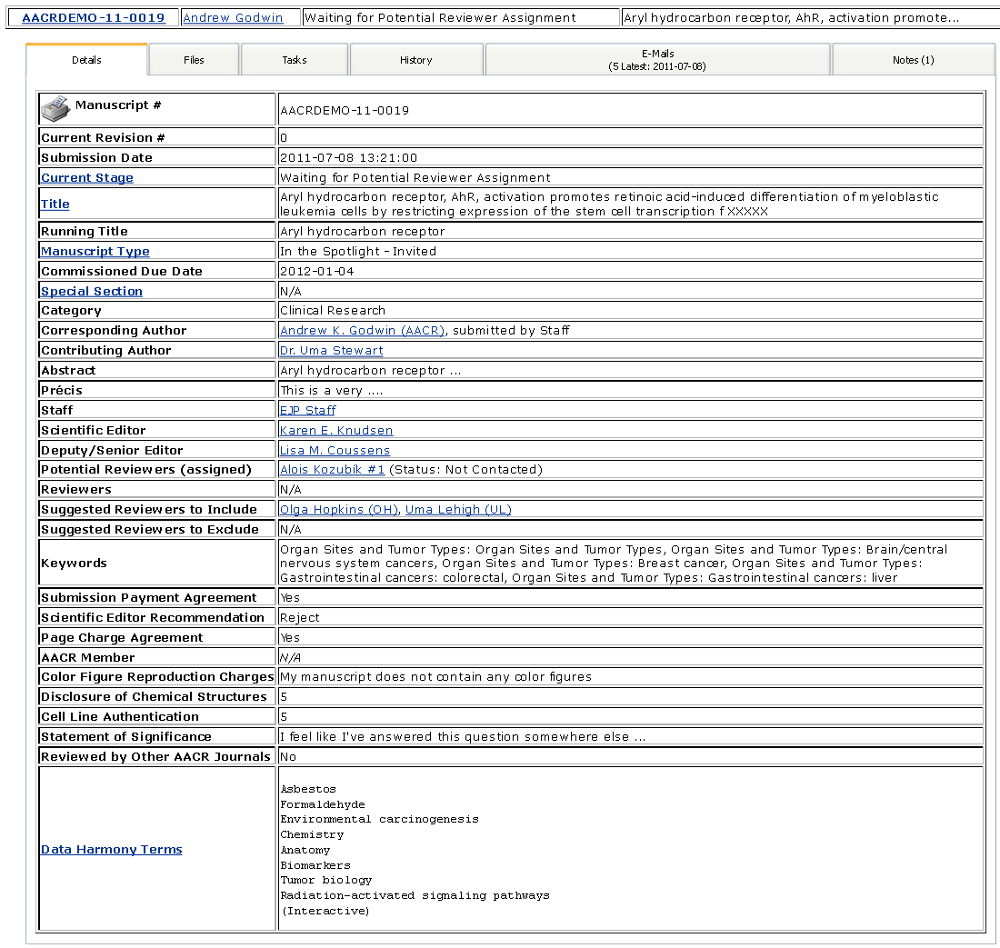 AACRDEMO-11-0019 Andrew Godwin Waiting for Potential Reviewer Assignment Aryl hydrocarbon receptor, AhR, activation promote...
Details Files Tasks History E-Mails Notes (1)
(5 Latest: 2011-07-08)
Manuscript # AACRDEMO-11-0019
Current Revision # 0
Submission Date 2011-07-08 13:21:00
Current Stage Waiting for Potential Reviewer Assignment
Title Aryl hydrocarbon receptor, AhR, activation promotes retinoic acid-induced differentiation of myeloblastic
leukemia cells by restricting expression of the stem cell transcription f XXXXX
Running Title Aryl hydrocarbon receptor
Manuscript Type In the Spotlight - Invited
Commissioned Due Date 2012-01-04
Special Section N/A
Category Clinical Research
Corresponding Author Andrew K. Godwin (AACR), submitted by Staff
Contributing Author Dr. Uma Stewart
Abstract Aryl hydrocarbon receptor ...
Précis This is a very ....
Staff EJP Staff
Scientific Editor Karen E. Knudsen
Deputy/Senior Editor Lisa M. Coussens
Potential Reviewers (assigned) Alois Kozubík #1 (Status: Not Contacted)
Reviewers N/A
Suggested Reviewers to Include Olga Hopkins (OH), Uma Lehigh (UL)
Suggested Reviewers to Exclude N/A
Keywords Organ Sites and Tumor Types: Organ Sites and Tumor Types, Organ Sites and Tumor Types: Brain/central
nervous system cancers, Organ Sites and Tumor Types: Breast cancer, Organ Sites and Tumor Types:
Gastrointestinal cancers: colorectal, Organ Sites and Tumor Types: Gastrointestinal cancers: liver
Submission Payment Agreement Yes
Scientific Editor Recommendation Reject
Page Charge Agreement Yes
AACR Member N/A
Color Figure Reproduction Charges My manuscript does not contain any color figures
Disclosure of Chemical Structures 5
Cell Line Authentication 5
Statement of Significance I feel like I've answered this question somewhere else ...
Reviewed by Other AACR Journals No
Data Harmony Terms
Asbestos
Formaldehyde
Environmental carcinogenesis
Chemistry
Anatomy
Biomarkers
Tumor biology
Radiation-activated signaling pathways
(Interactive)